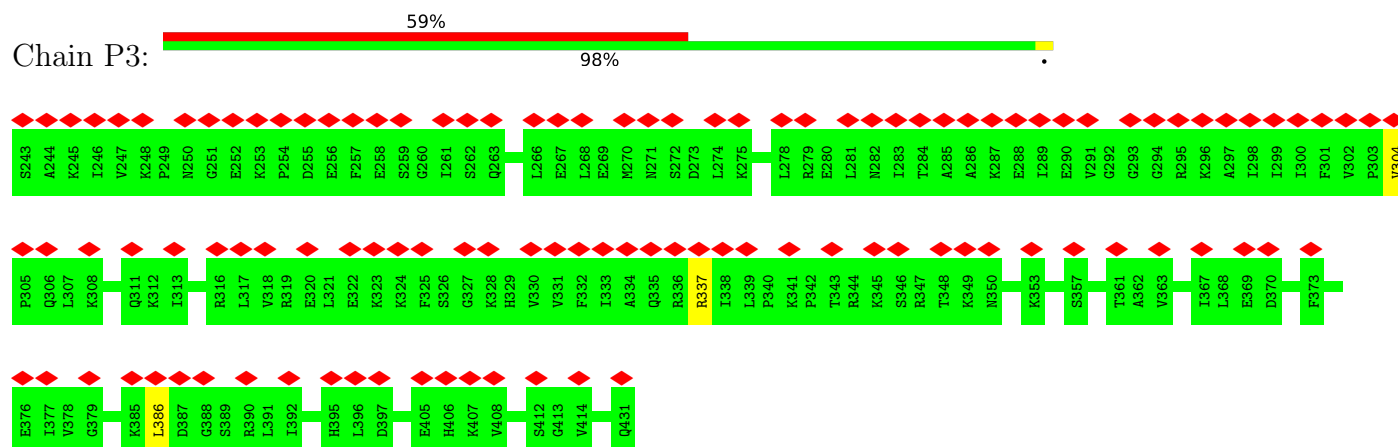 59%
Chain P3:
98%
•
S243 A244 K245 I246 V247 K248 P249 N250 G251 E252 K253 P254 D255 E256 F257 E258 S259 G260 I261 S262 Q263 L266 E267 L268 E269 M270 N271 S272 D273 L274 K275 L278 R279 E280 L281 N282 I283 T284 A285 A286 K287 E288 I289 E290 V291 G292 G293 G294 R295 K296 A297 I298 I299 I300 F301 V302 P303 V304
P305 Q306 L307 K308 Q311 K312 I313 R316 L317 V318 R319 E320 L321 E322 K323 K324 F325 S326 G327 K328 H329 V330 V331 F332 I333 A334 Q335 R336 R337 I338 L339 P340 K341 P342 T343 R344 K345 S346 R347 T348 K349 N350 K353 S357 T361 A362 V363 I367 L368 E369 D370 F373
E376 I377 V378 G379 K385 L386 D387 G388 S389 R390 L391 I392 H395 L396 D397 E405 H406 K407 V408 S412 G413 V414 Q431